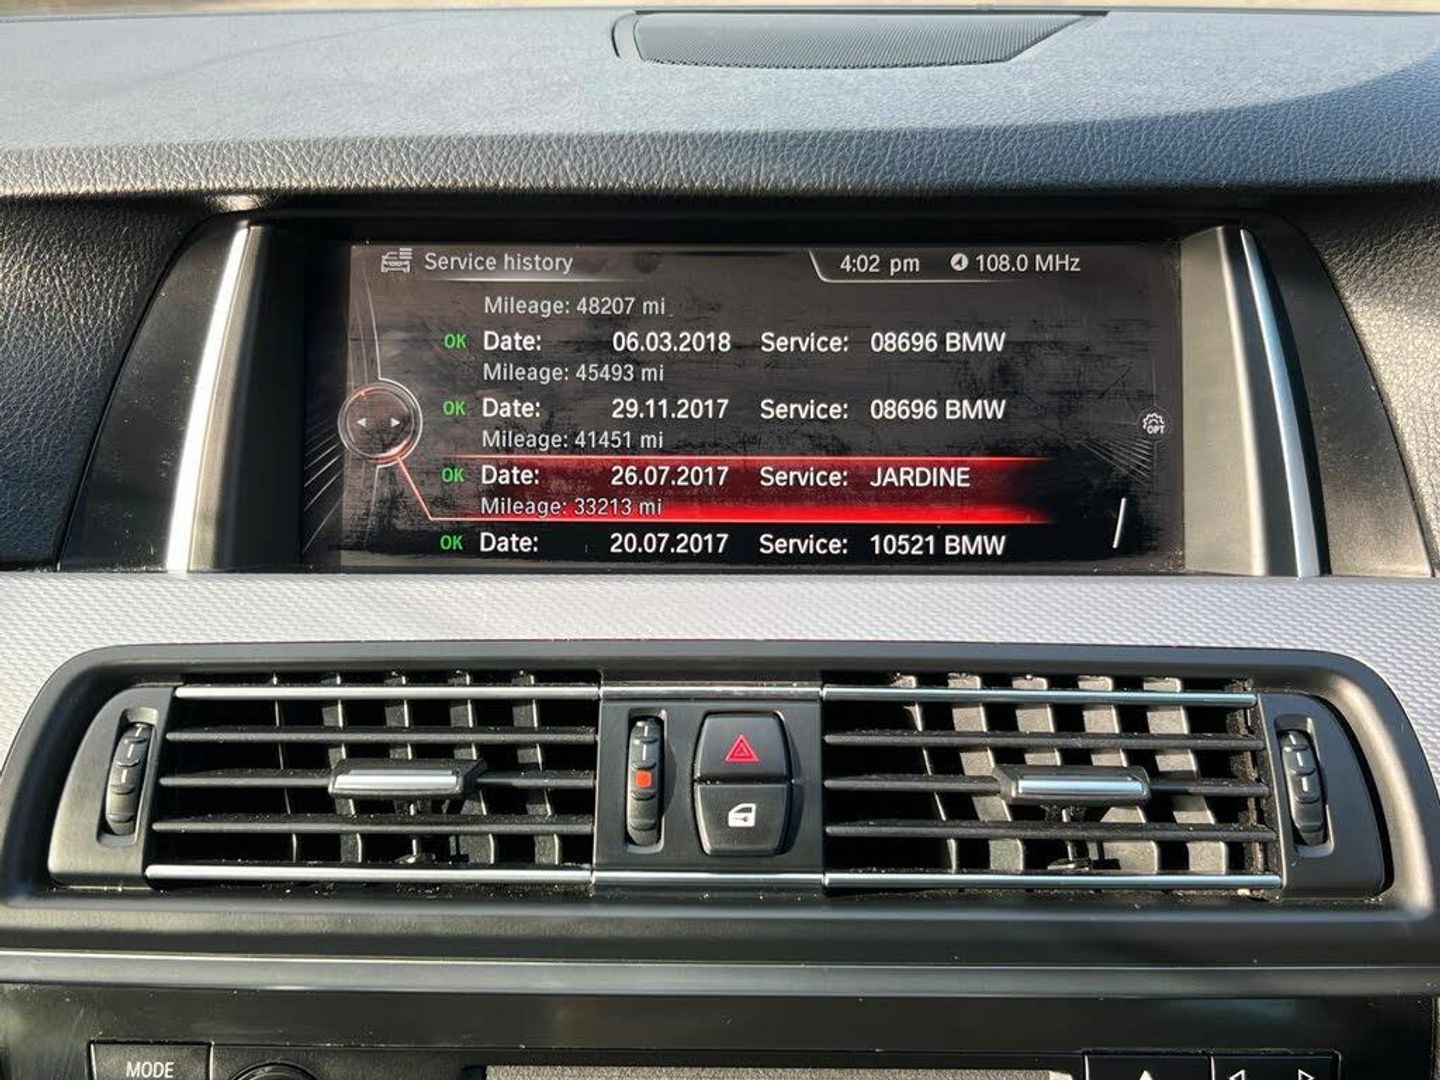 Service history 4:02 pm 108.0 MHz
Mileage: 48207 mi
OK Date: 06.03.2018 Service: 08696 BMW
Mileage: 45493 mi
OK Date: 29.11.2017 Service: 08696 BMW
Mileage: 41451 mi
OPT
OK Date: 26.07.2017 Service: JARDINE
Mileage: 33213 mi
OK Date: 20.07.2017 Service: 10521 BMW
MODE